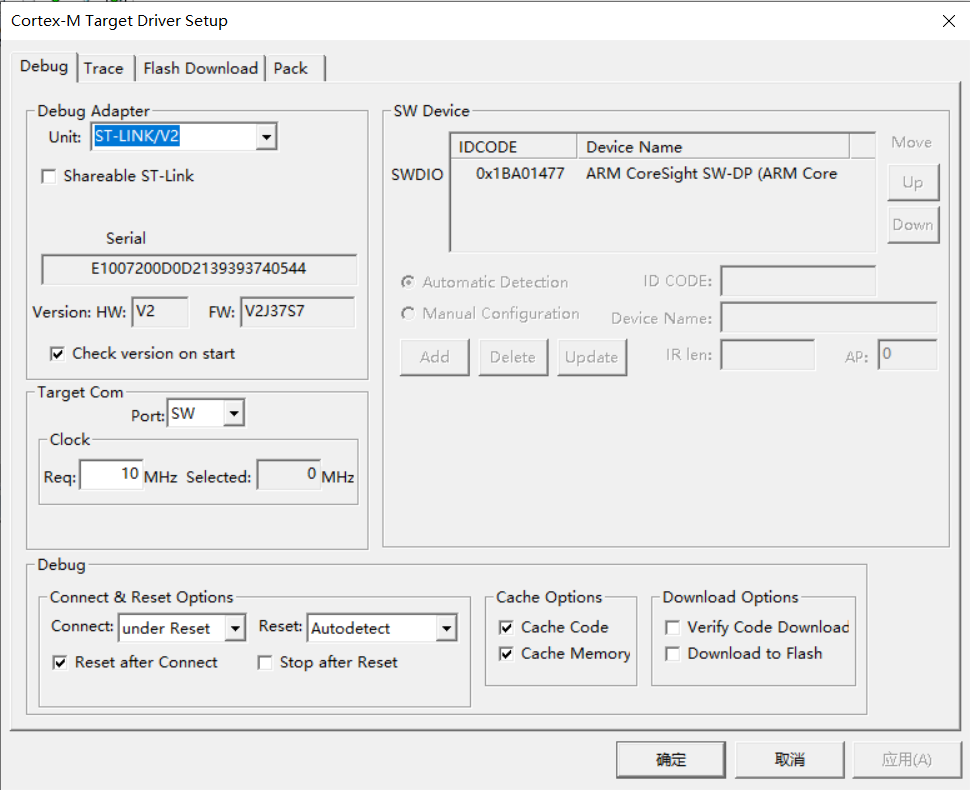 Cortex-M Target Driver Setup
Debug Trace Flash Download Pack
Debug Adapter
Unit: ST-LINK/V2
Shareable ST-Link
Serial
E1007200D0D2139393740544
Version: HW: V2 FW: V2J37S7
Check version on start
Target Com
Port: SW
Clock
Req: 10 MHz Selected: 0 MHz
SW Device
IDCODE Device Name
SWDIO 0x1BA01477 ARM CoreSight SW-DP (ARM Core
Move
Up
Down
Automatic Detection ID CODE:
Manual Configuration Device Name:
Add Delete Update IR len: AP: 0
Debug
Connect & Reset Options
Connect: under Reset Reset: Autodetect
Reset after Connect Stop after Reset
Cache Options
Cache Code
Cache Memory
Download Options
Verify Code Download
Download to Flash
确定 取消 应用(A)